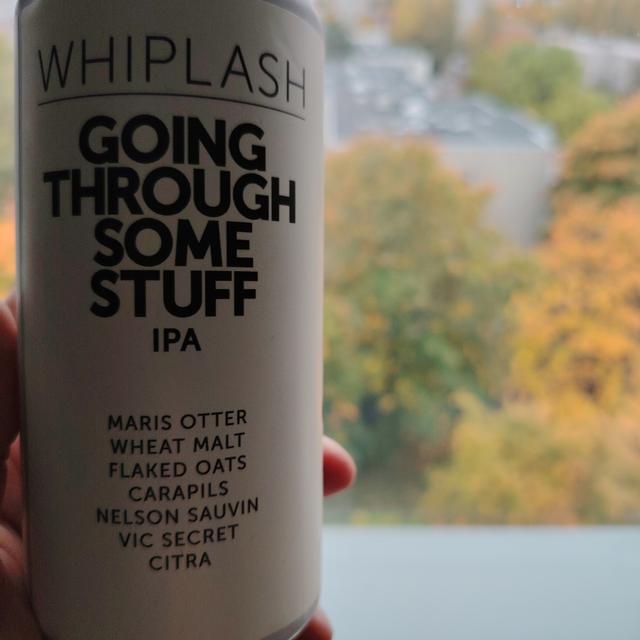 WHIPLASH
GOING
THROUGH
SOME
STUFF
IPA
MARIS OTTER
WHEAT MALT
FLAKED OATS
CARAPILS
NELSON SAUVIN
VIC SECRET
CITRA